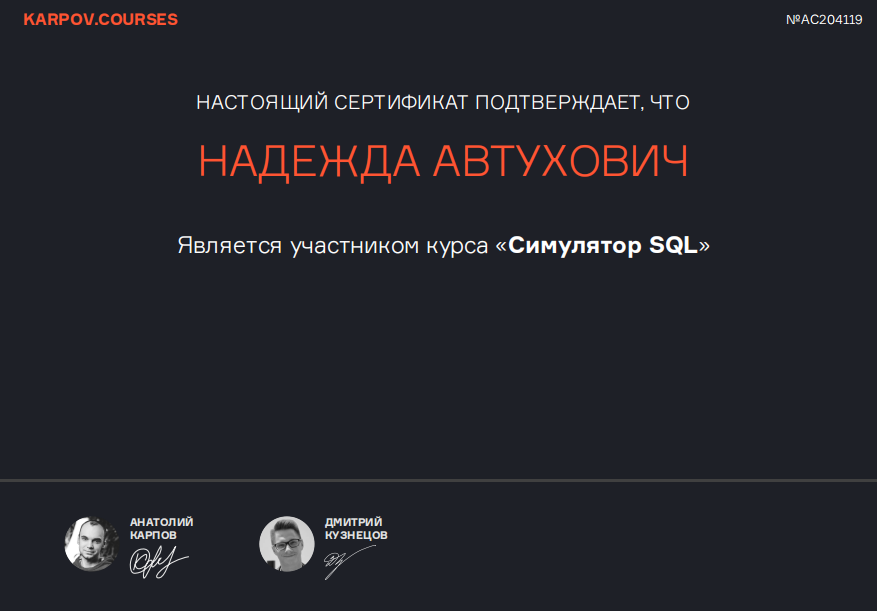 KARPOV.COURSES
№AC204119
НАСТОЯЩИЙ СЕРТИФИКАТ ПОДТВЕРЖДАЕТ, ЧТО
НАДЕЖДА АВТУХОВИЧ
Является участником курса «Симулятор SQL»
АНАТОЛИЙ
КАРПОВ
ДМИТРИЙ
КУЗНЕЦОВ